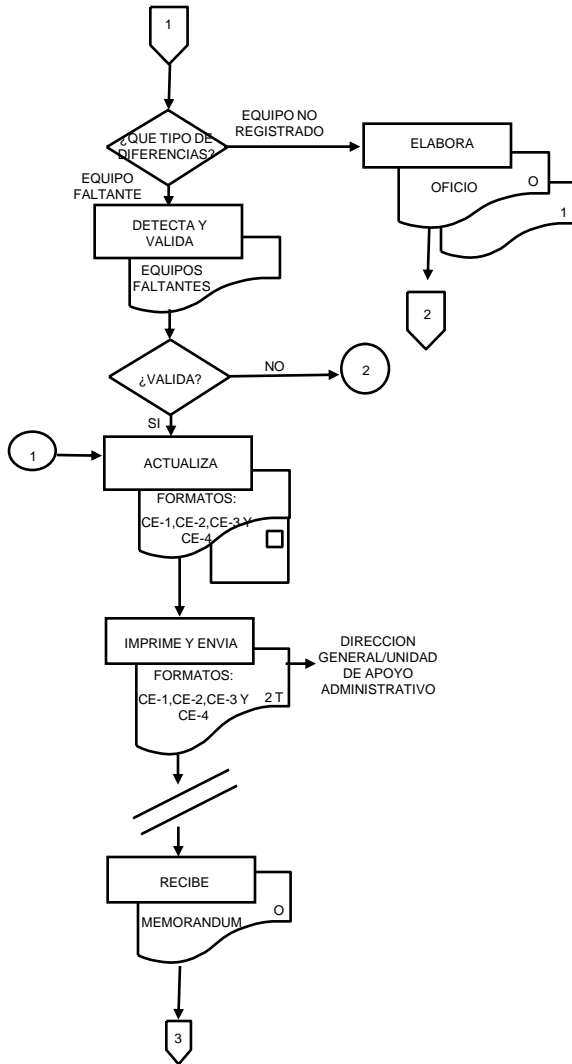 1
¿QUE TIPO DE
DIFERENCIAS?
EQUIPO NO
REGISTRADO
ELABORA
OFICIO
O
1
2
EQUIPO
FALTANTE
DETECTA Y
VALIDA
EQUIPOS
FALTANTES
¿VALIDA?
NO
2
SI
1
ACTUALIZA
FORMATOS:
CE-1,CE-2,CE-3 Y
CE-4
IMPRIME Y ENVIA
FORMATOS:
CE-1,CE-2,CE-3 Y
CE-4
2 T
DIRECCION
GENERAL/UNIDAD
DE APOYO
ADMINISTRATIVO
RECIBE
MEMORANDUM
O
3